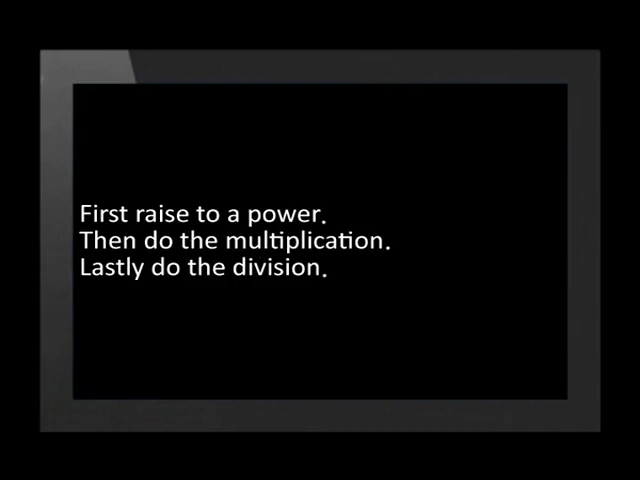 First raise to a power.
Then do the multiplication.
Lastly do the division.